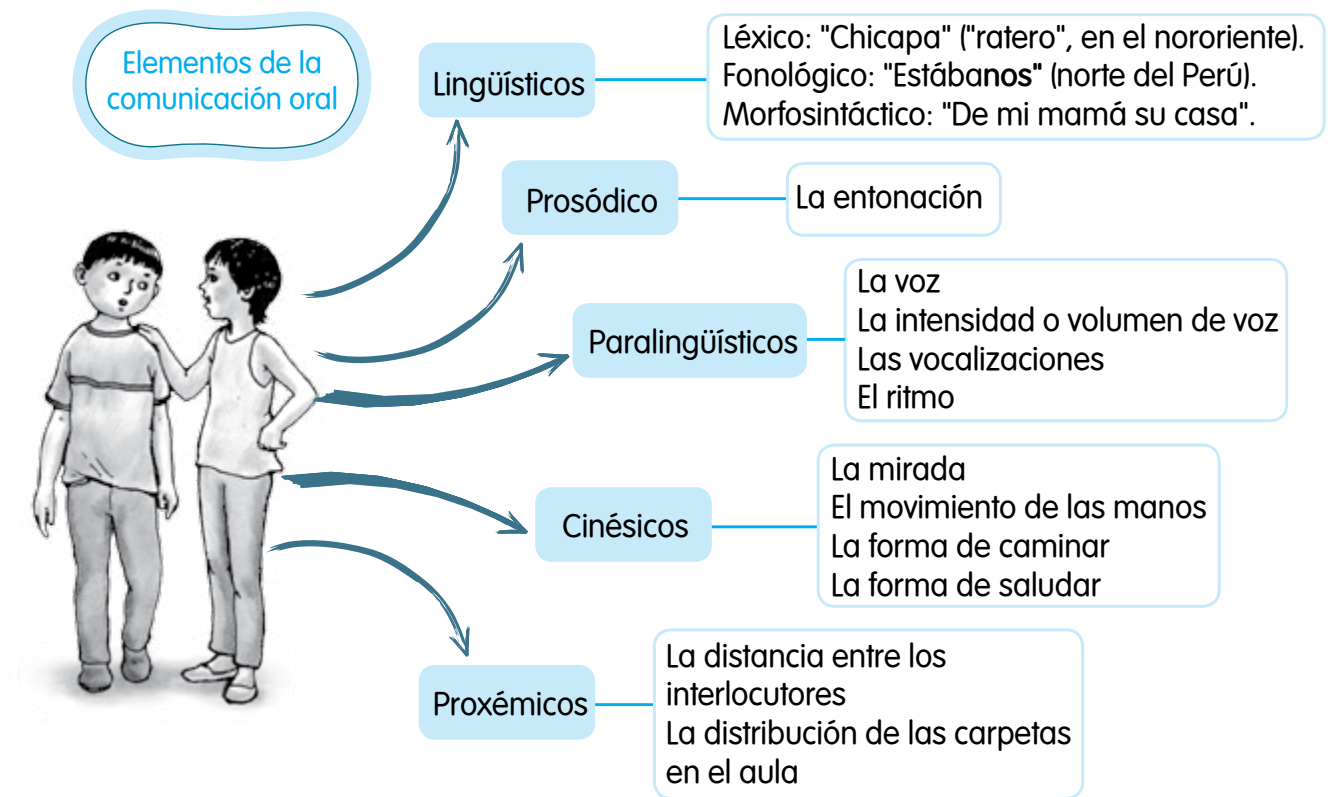 Elementos de la
comunicación oral
Lingüísticos
Léxico: "Chicapa" ("ratero", en el nororiente).
Fonológico: "Estábanos" (norte del Perú).
Morfosintáctico: "De mi mamá su casa".
Prosódico
La entonación
Paralingüísticos
La voz
La intensidad o volumen de voz
Las vocalizaciones
El ritmo
Cinésicos
La mirada
El movimiento de las manos
La forma de caminar
La forma de saludar
Proxémicos
La distancia entre los
interlocutores
La distribución de las carpetas
en el aula